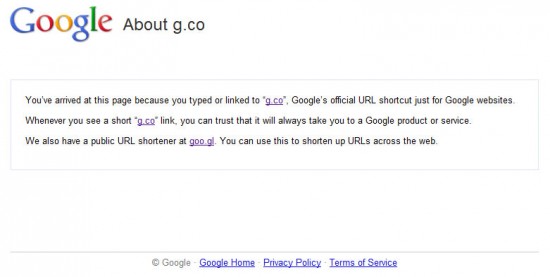 Google About g.co
You've arrived at this page because you typed or linked to "g.co", Google's official URL shortcut just for Google websites.
Whenever you see a short "g.co" link, you can trust that it will always take you to a Google product or service.
We also have a public URL shortener at goo.gl. You can use this to shorten up URLs across the web.
© Google · Google Home · Privacy Policy · Terms of Service